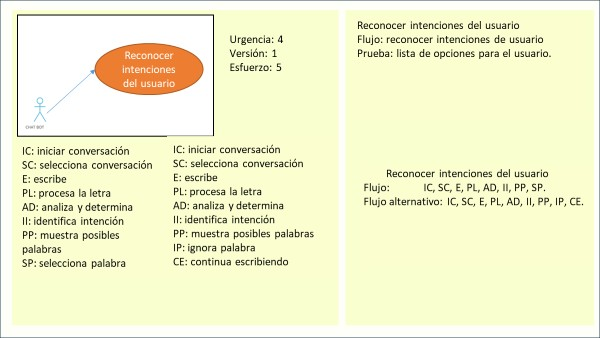 Reconocer
intenciones
del usuario
CHAT BOT
Urgencia: 4
Versión: 1
Esfuerzo: 5
IC: iniciar conversación
SC: selecciona conversación
E: escribe
PL: procesa la letra
AD: analiza y determina
II: identifica intención
PP: muestra posibles
palabras
SP: selecciona palabra
IC: iniciar conversación
SC: selecciona conversación
E: escribe
PL: procesa la letra
AD: analiza y determina
II: identifica intención
PP: muestra posibles palabras
IP: ignora palabra
CE: continua escribiendo
Reconocer intenciones del usuario
Flujo: reconocer intenciones de usuario
Prueba: lista de opciones para el usuario.
Reconocer intenciones del usuario
Flujo: IC, SC, E, PL, AD, II, PP, SP.
Flujo alternativo: IC, SC, E, PL, AD, II, PP, IP, CE.